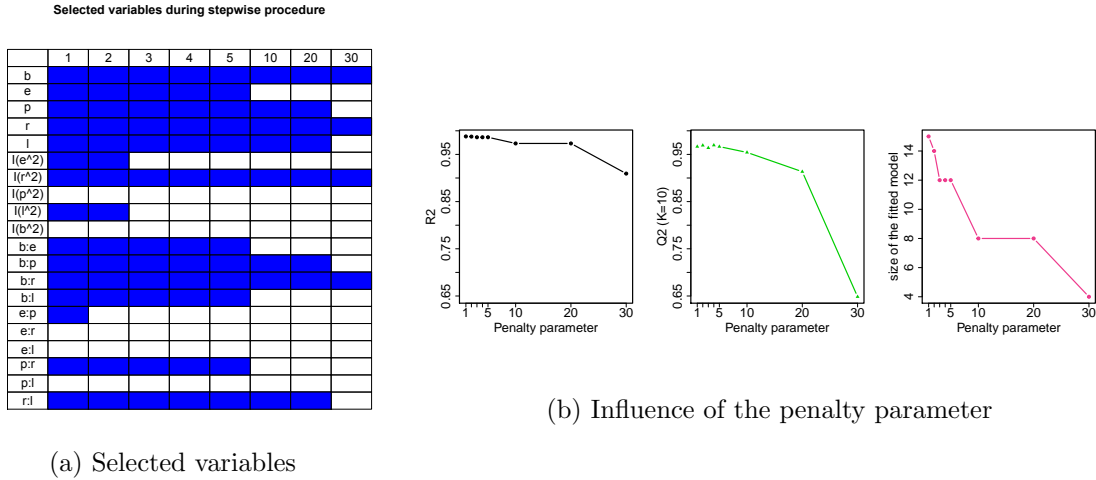 Selected variables during stepwise procedure
1 2 3 4 5 10 20 30
b
e
p
r
l
I(e^2)
I(r^2)
I(p^2)
I(l^2)
I(b^2)
b:e
b:p
b:r
b:l
e:p
e:r
e:l
p:r
p:l
r:l
(a) Selected variables
R2
0.65 0.75 0.85 0.95
1 5 10 20 30
Penalty parameter
Q2 (K=10)
0.65 0.75 0.85 0.95
1 5 10 20 30
Penalty parameter
size of the fitted model
4 6 8 10 12 14
1 5 10 20 30
Penalty parameter
(b) Influence of the penalty parameter